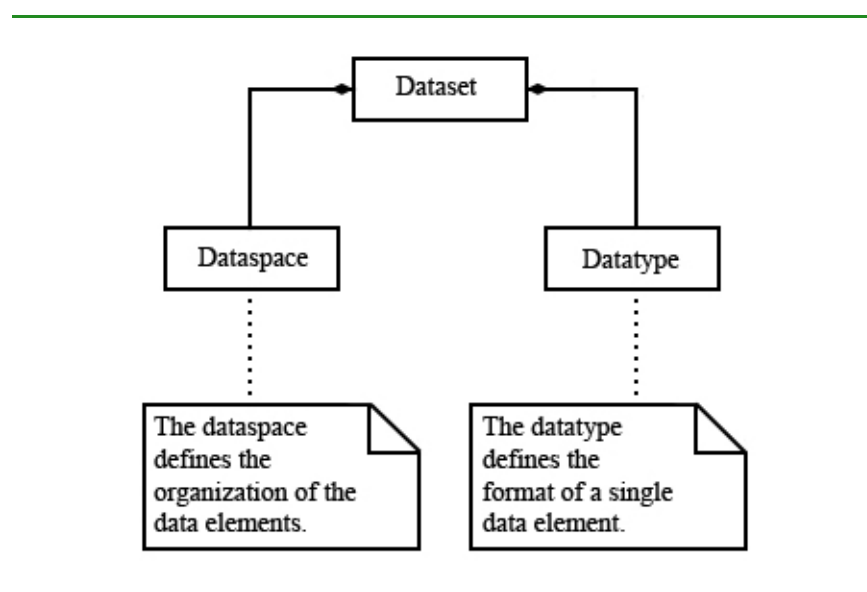 Dataset
Dataspace
Datatype
The dataspace
defines the
organization of the
data elements.
The datatype
defines the
format of a single
data element.